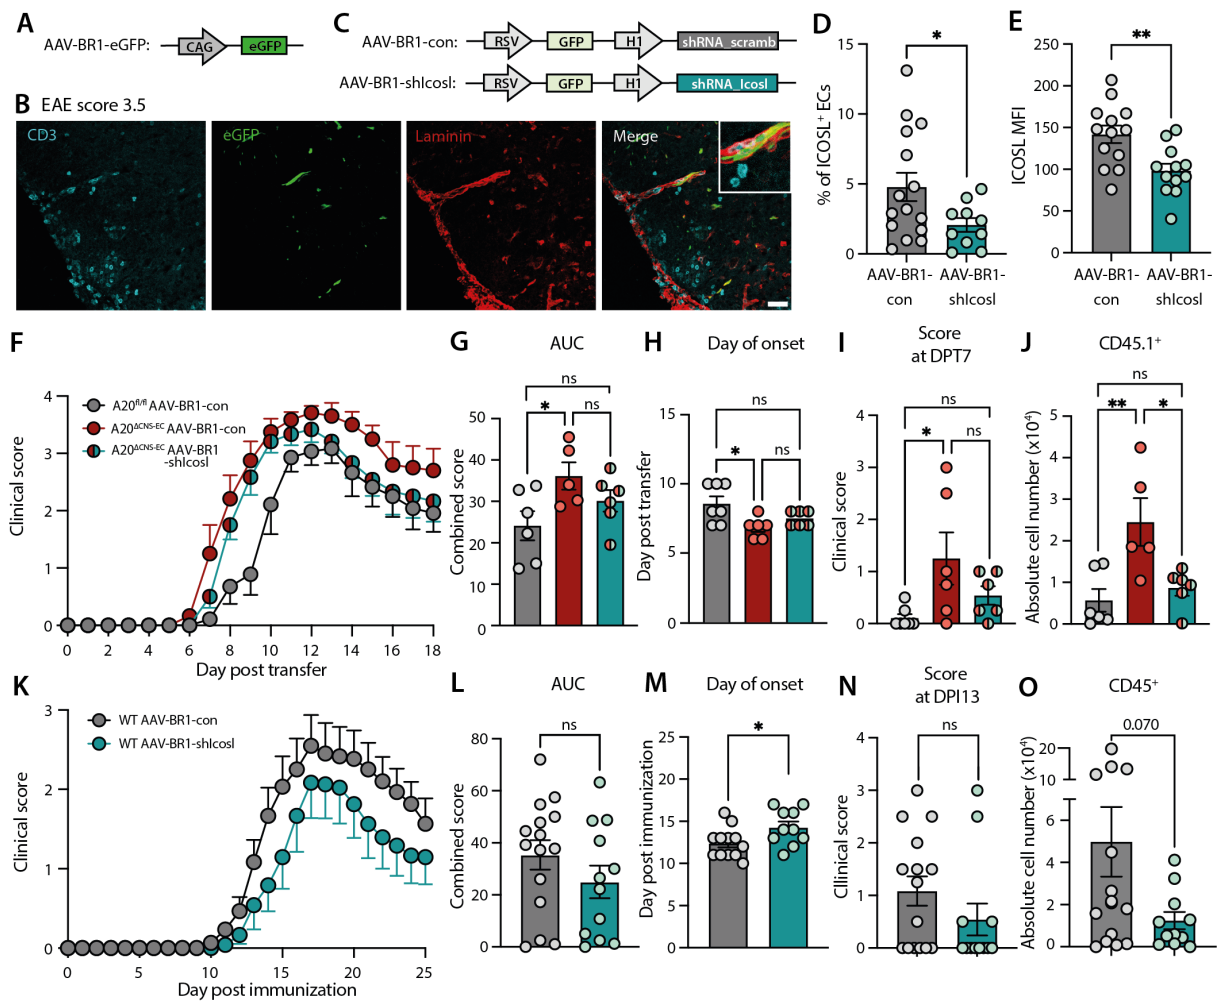 A
AAV-BR1-eGFP:
CAG
eGFP
B EAE score 3.5
CD3
eGFP
Laminin
Merge
C
AAV-BR1-con:
RSV
GFP
H1
shRNA_scramb
AAV-BR1-shIcosl:
RSV
GFP
H1
shRNA_Icosl
D
*
% of ICOSL⁺ ECs
15
10
5
0
AAV-BR1-
con
AAV-BR1-
shIcosl
E
**
ICOSL MFI
250
200
150
100
50
0
AAV-BR1-
con
AAV-BR1-
shIcosl
F
A20ᶠˡ/ᶠˡ AAV-BR1-con
A20ᐃCNS-EC AAV-BR1-con
A20ᐃCNS-EC AAV-BR1
-shIcosl
Clinical score
4
3
2
1
0
0 2 4 6 8 10 12 14 16 18
Day post transfer
G
AUC
ns
* ns
Combined score
50
40
30
20
10
0
H
Day of onset
ns
* ns
Day post transfer
15
10
5
0
I
Score
at DPT7
ns
* ns
Clinical score
4
3
2
1
0
J
CD45.1⁺
ns
** *
Absolute cell number (x10⁴)
5
4
3
2
1
0
K
WT AAV-BR1-con
WT AAV-BR1-shIcosl
Clinical score
3
2
1
0
0 5 10 15 20 25
Day post immunization
L
AUC
ns
Combined score
80
60
40
20
0
M
Day of onset
*
Day post immunization
25
20
15
10
5
0
N
Score
at DPI13
ns
Cllinical score
4
3
2
1
0
O
CD45⁺
0.070
Absolute cell number (x10⁴)
20
10
6
4
2
0